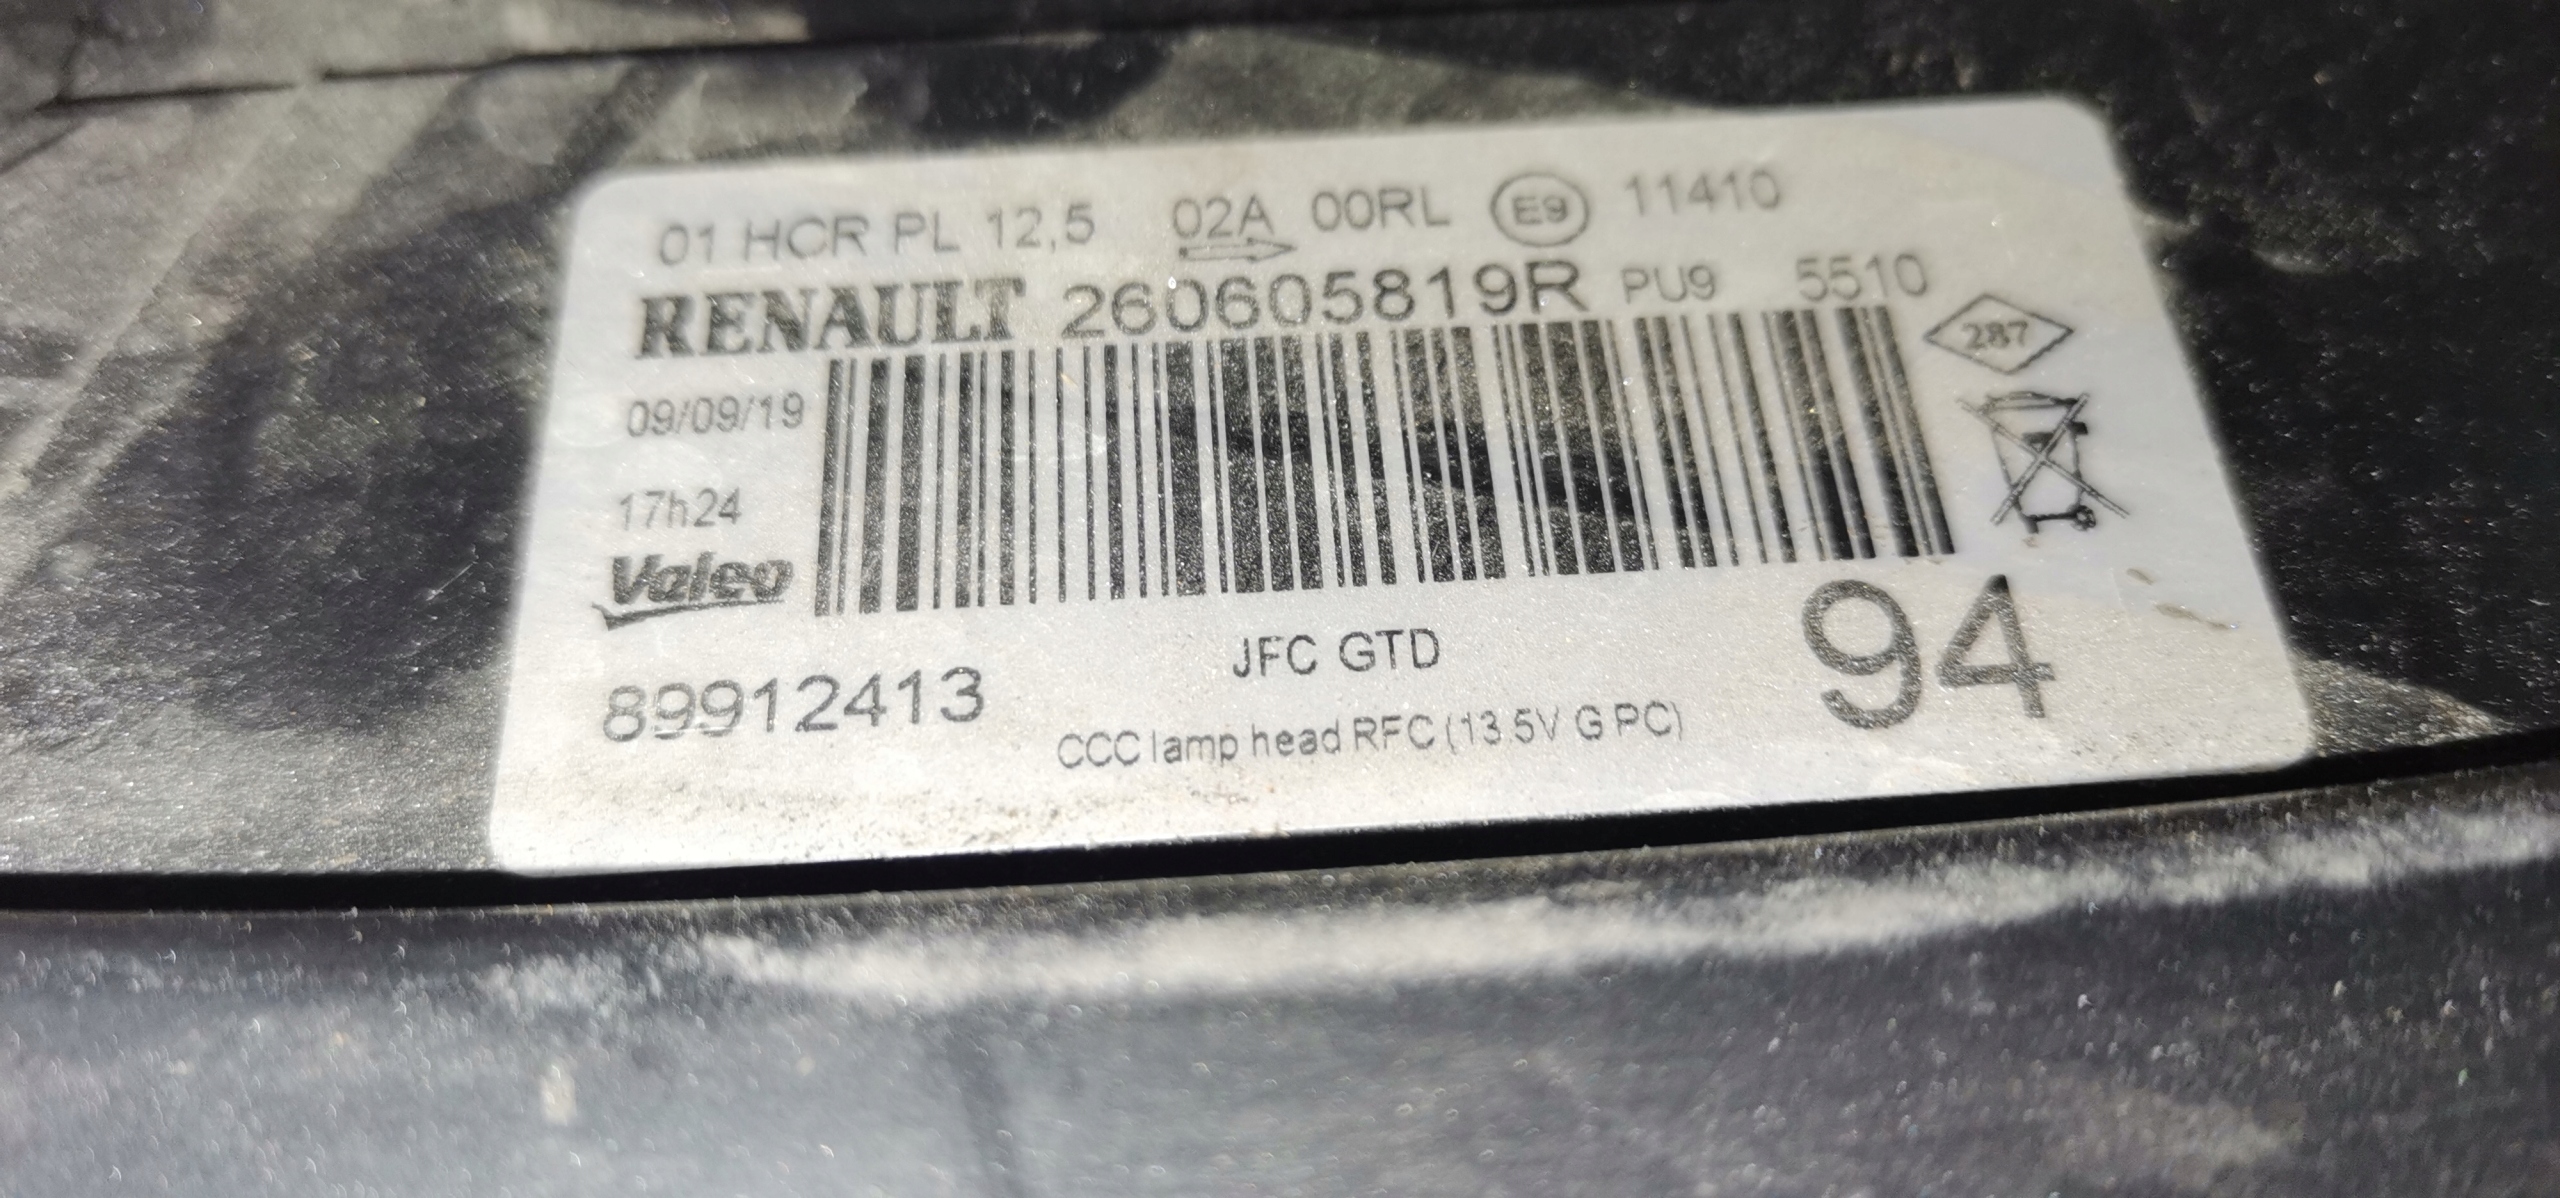 01 HCR PL 12,5 02A 00RL E9 11410
RENAULT 260605819R PU9 5510
287
09/09/19
17h24
Valeo
94
89912413
JFC GTD
CCC lamp head RFC (13.5V G PC)